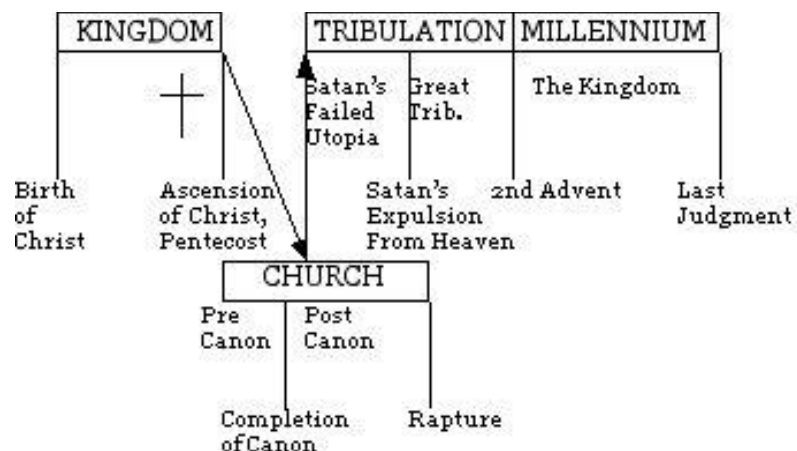 KINGDOM
TRIBULATION
MILLENNIUM
Satan's
Failed
Utopia
Great
Trib.
The Kingdom
Birth
of
Christ
Ascension
of Christ,
Pentecost
Satan's
Expulsion
From Heaven
2nd Advent
Last
Judgment
CHURCH
Pre
Canon
Post
Canon
Completion
of Canon
Rapture